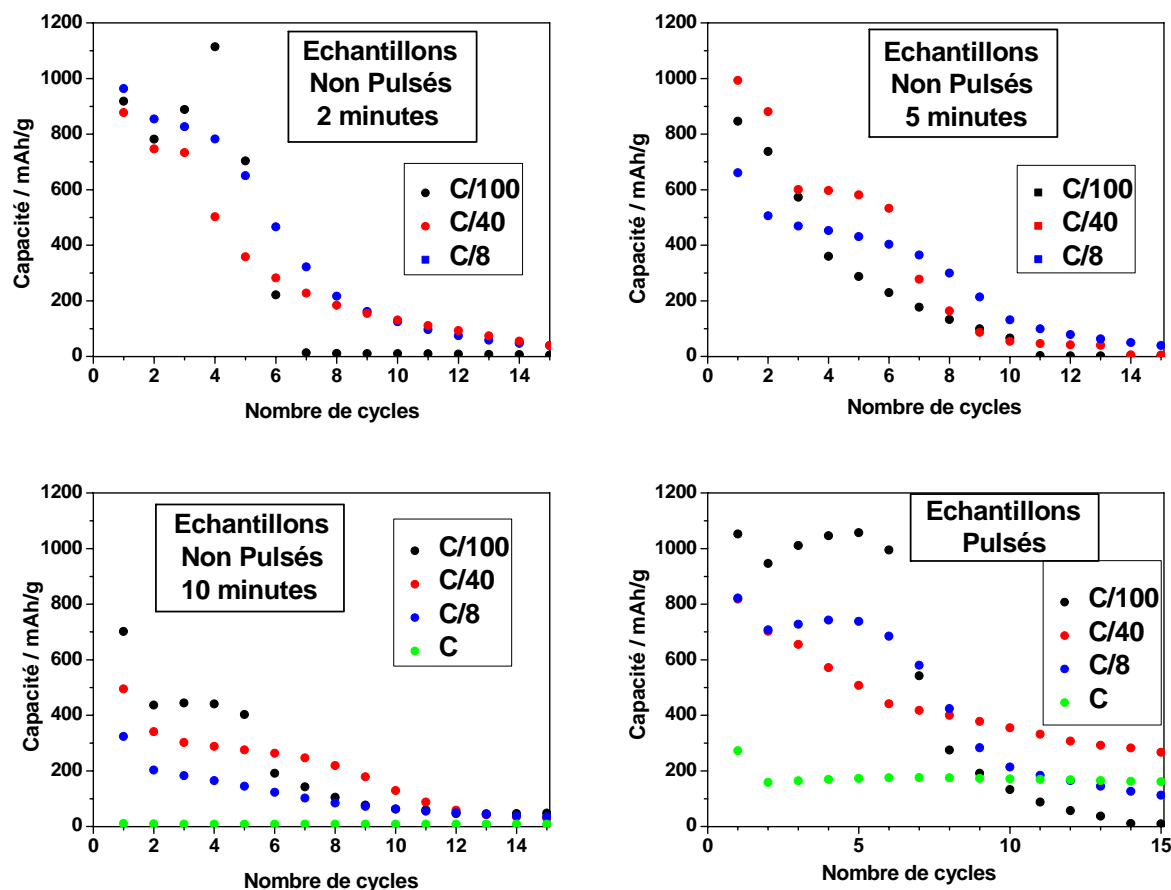 1200
1000
800
600
400
200
0
Capacité / mAh/g
Echantillons
Non Pulsés
2 minutes
C/100
C/40
C/8
0 2 4 6 8 10 12 14
Nombre de cycles
1200
1000
800
600
400
200
0
Capacité / mAh/g
Echantillons
Non Pulsés
5 minutes
C/100
C/40
C/8
0 2 4 6 8 10 12 14
Nombre de cycles
1200
1000
800
600
400
200
0
Capacité / mAh/g
Echantillons
Non Pulsés
10 minutes
C/100
C/40
C/8
C
0 2 4 6 8 10 12 14
Nombre de cycles
1200
1000
800
600
400
200
0
Capacité / mAh/g
Echantillons
Pulsés
C/100
C/40
C/8
C
0 5 10 15
Nombre de cycles